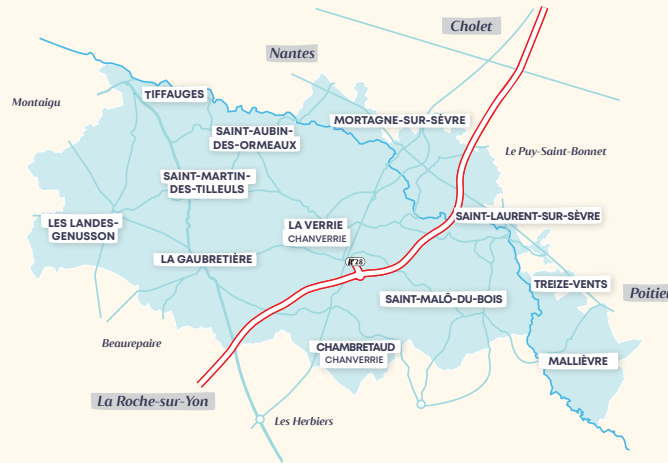 Cholet
Nantes
Montaigu
TIFFAUGES
MORTAGNE-SUR-SÈVRE
SAINT-AUBIN-
DES-ORMEAUX
Le Puy-Saint-Bonnet
SAINT-MARTIN-
DES-TILLEULS
SAINT-LAURENT-SUR-SÈVRE
LES LANDES-
GENUSSON
LA VERRIE
CHANVERRIE
LA GAUBRETIÈRE
28
TREIZE-VENTS
Poitie
SAINT-MALÔ-DU-BOIS
Beaurepaire
CHAMBRETAUD
CHANVERRIE
MALLIÈVRE
La Roche-sur-Yon
Les Herbiers